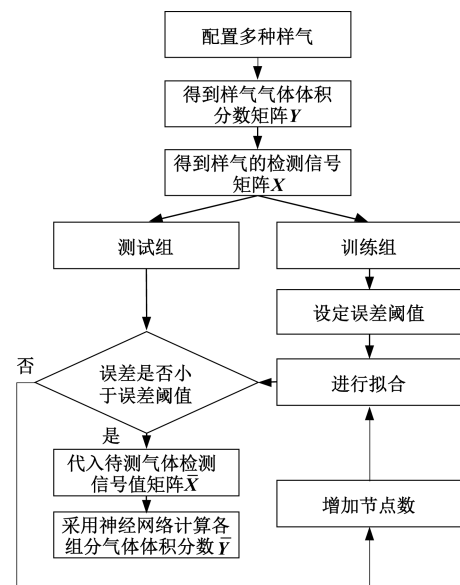 配置多种样气
得到样气气体体积
分数矩阵Y
得到样气的检测信号
矩阵X
测试组
训练组
设定误差阈值
否
误差是否小
于误差阈值
进行拟合
是
代入待测气体检测
信号值矩阵X̄
增加节点数
采用神经网络计算各
组分气体体积分数Ȳ